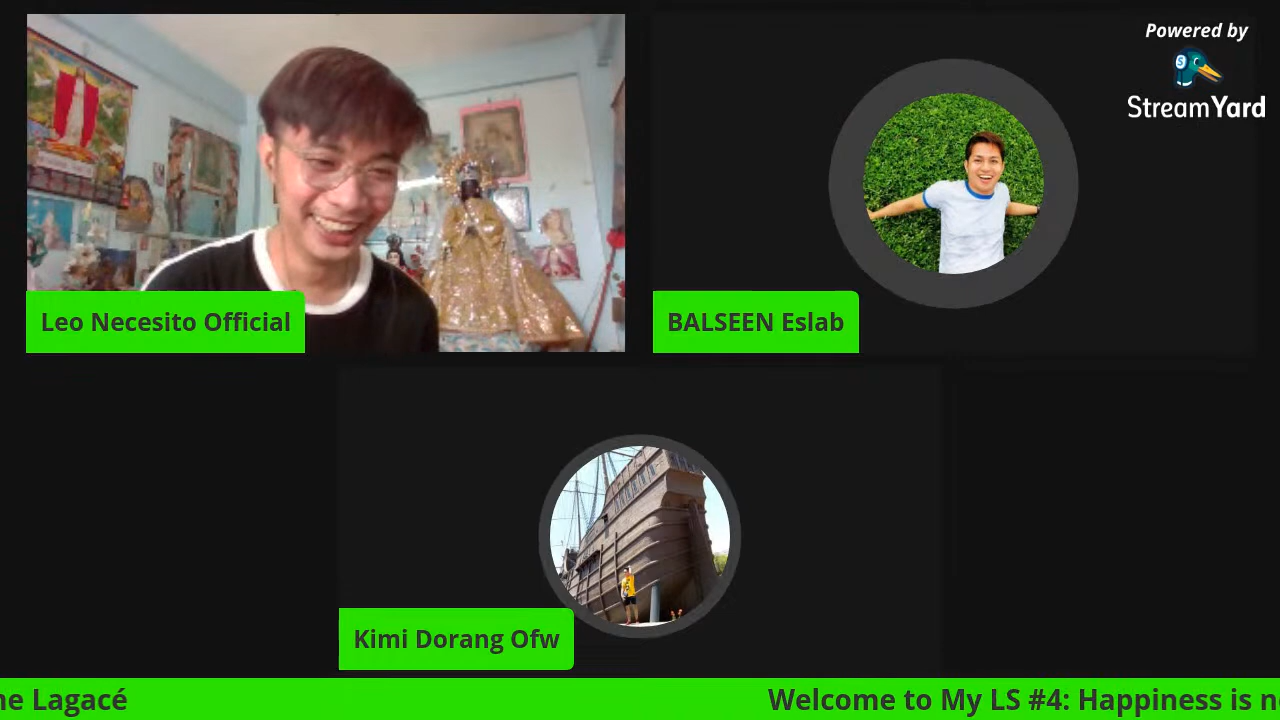 Powered by
StreamYard
Leo Necesito Official
BALSEEN Eslab
Kimi Dorang Ofw
ne Lagacé
Welcome to My LS #4: Happiness is n